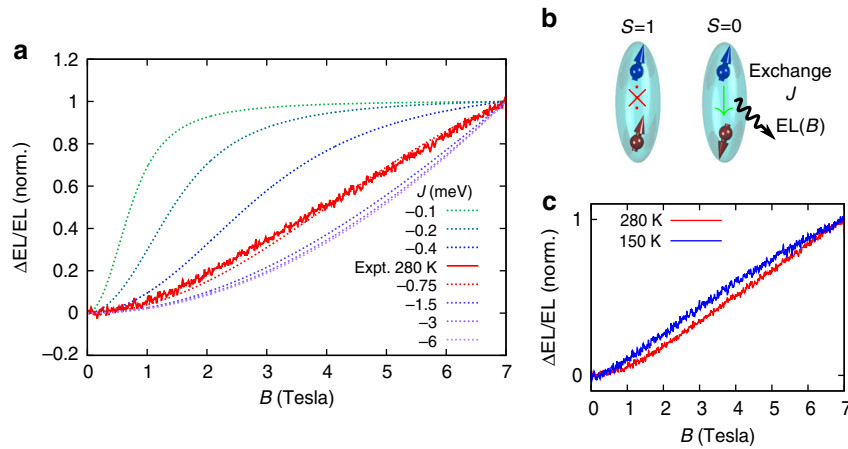 a
1.2
1
0.8
0.6
0.4
0.2
0
−0.2
ΔEL/EL (norm.)
0 1 2 3 4 5 6 7
B (Tesla)
J (meV)
−0.1
−0.2
−0.4
Expt. 280 K
−0.75
−1.5
−3
−6
b
S=1 S=0
Exchange
J
EL(B)
c
280 K
150 K
1
0
ΔEL/EL (norm.)
0 1 2 3 4 5 6 7
B (Tesla)